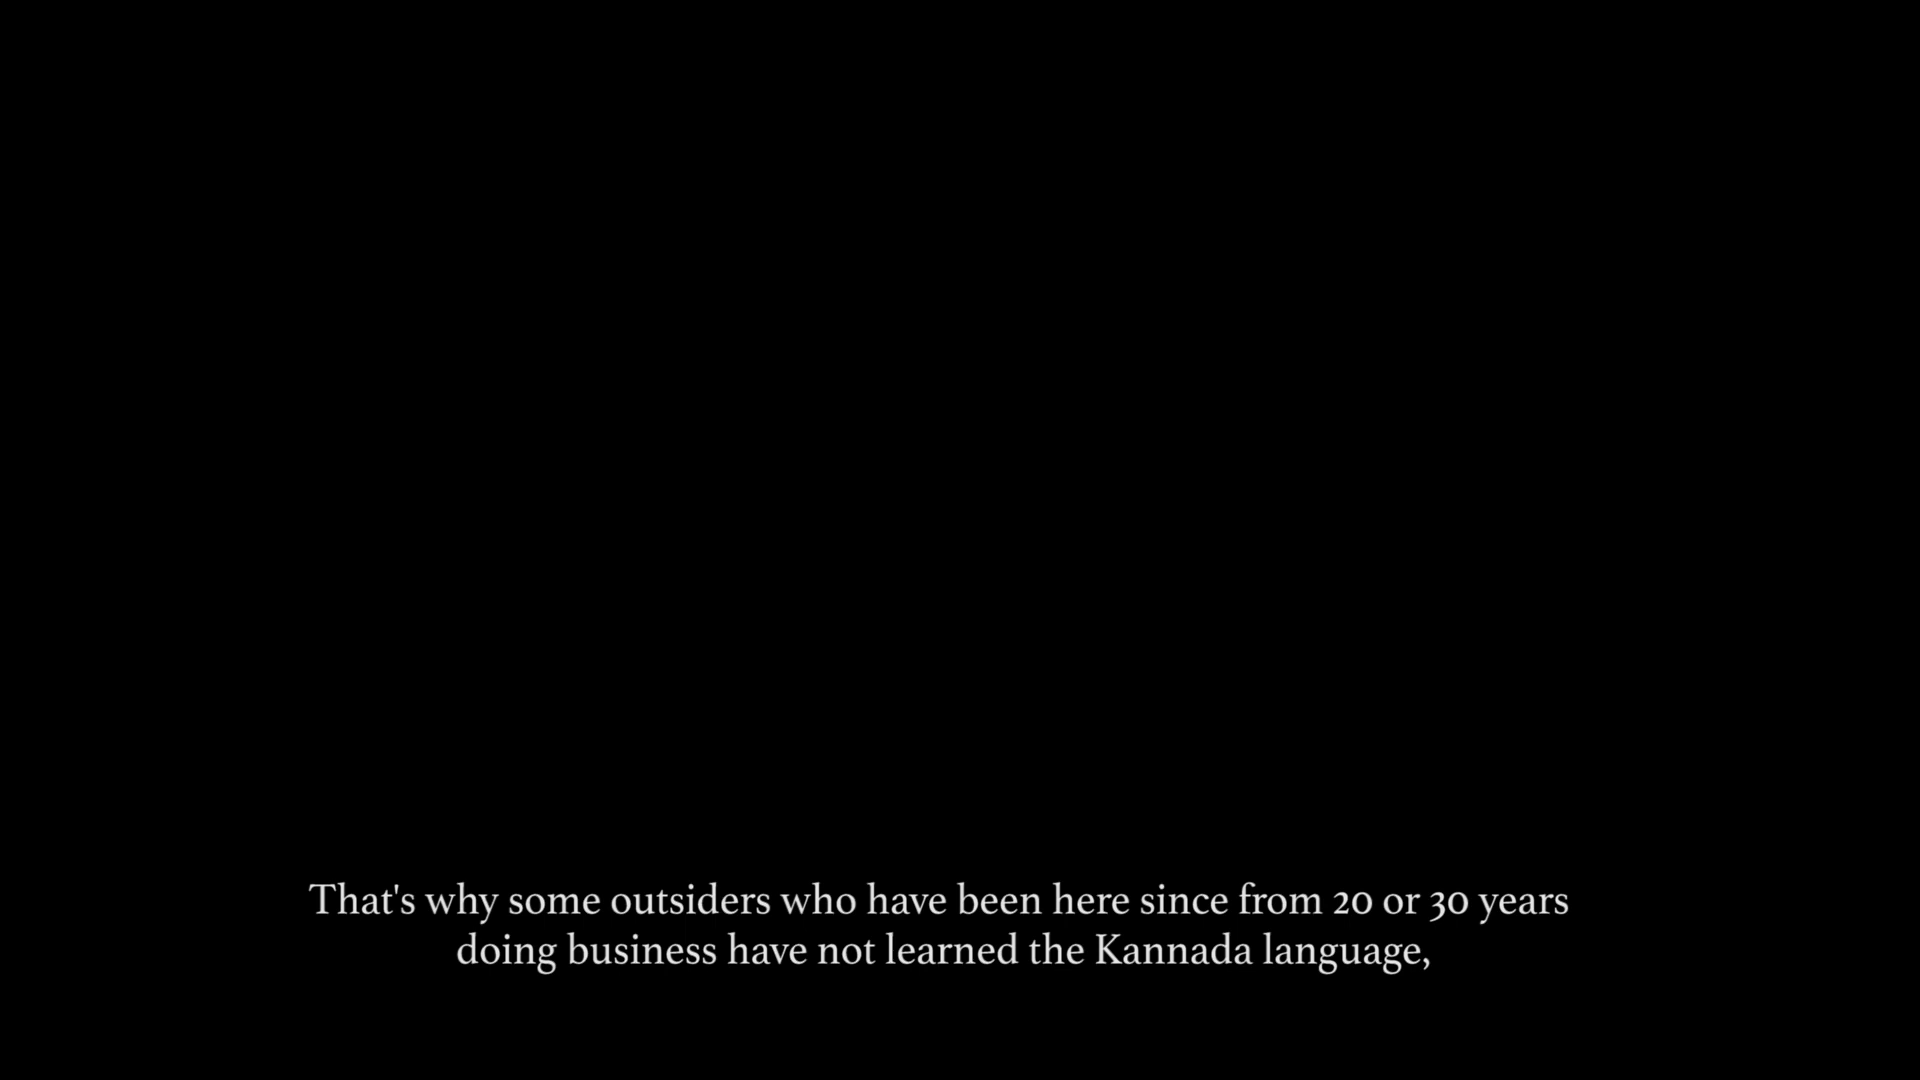 That's why some outsiders who have been here since from 20 or 30 years
doing business have not learned the Kannada language,